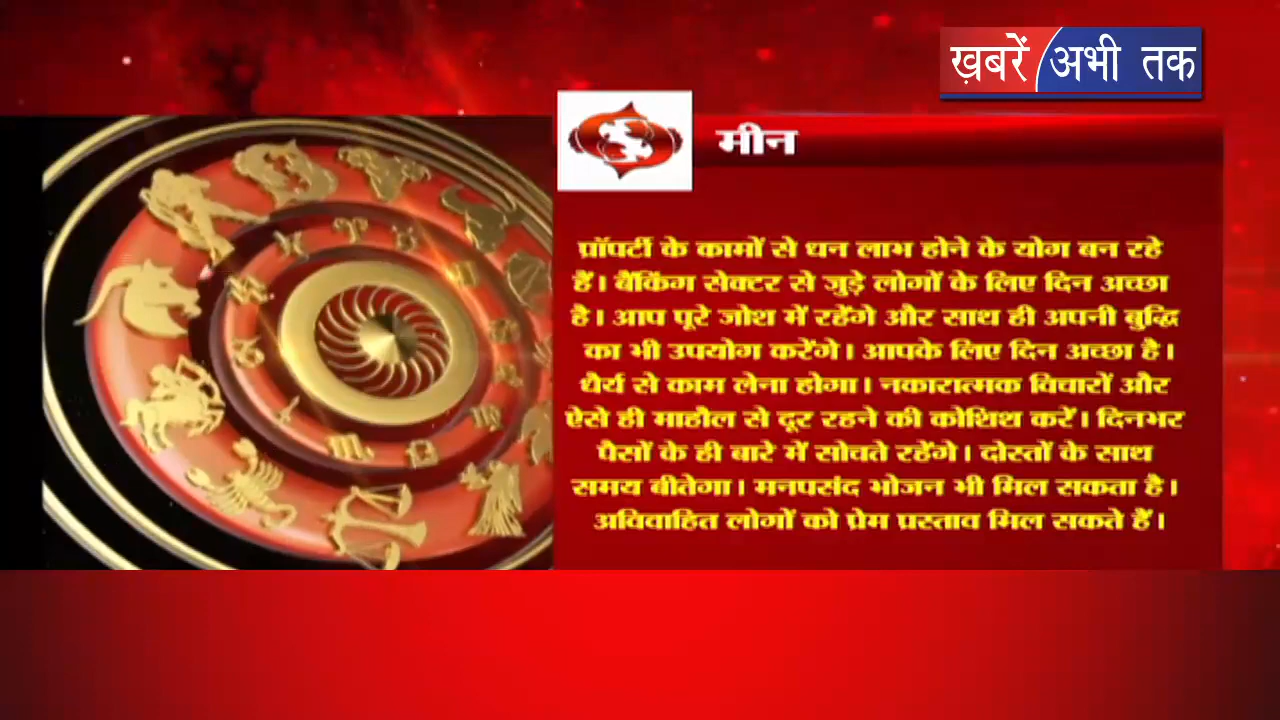 ख़बरें अभी तक
मीन
प्रॉपर्टी के कामों से धन लाभ होने के योग बन रहे
हैं। बैंकिंग सेक्टर से जुड़े लोगों के लिए दिन अच्छा
है। आप पूरे जोश में रहेंगे और साथ ही अपनी बुद्धि
का भी उपयोग करेंगे। आपके लिए दिन अच्छा है।
धैर्य से काम लेना होगा। नकारात्मक विचारों और
ऐसे ही माहौल से दूर रहने की कोशिथ करें। दिनभर
पैसों के ही बारे में सोचते रहेंगे। दोस्तों के साथ
समय बीतेगा। मनपसंद भोजन भी मिल सकता है।
अविवाहित लोगों को प्रेम प्रस्ताव मिल सकते हैं।